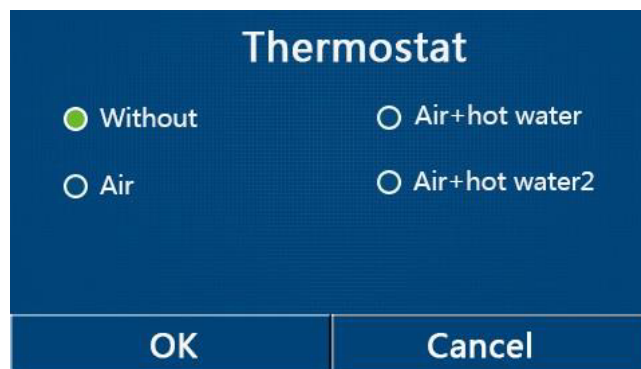 Thermostat
Without
Air+hot water
Air
Air+hot water2
OK
Cancel